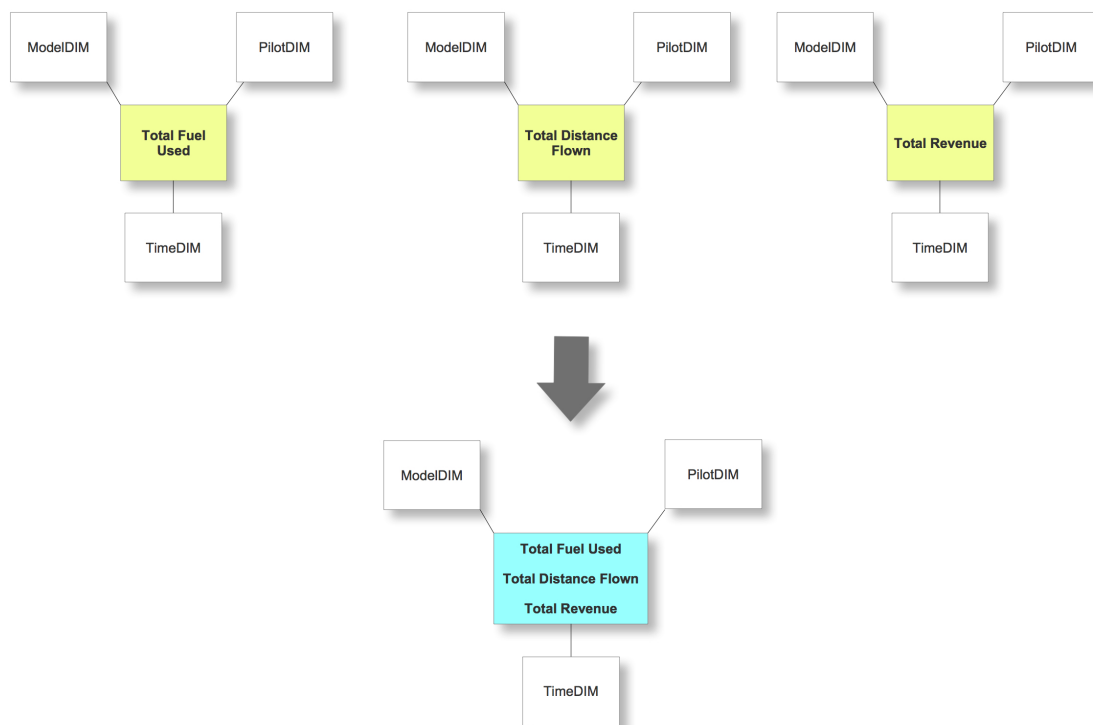 ModelDIM
PilotDIM
Total Fuel
Used
TimeDIM
ModelDIM
PilotDIM
Total Distance
Flown
TimeDIM
ModelDIM
PilotDIM
Total Revenue
TimeDIM
ModelDIM
PilotDIM
Total Fuel Used
Total Distance Flown
Total Revenue
TimeDIM